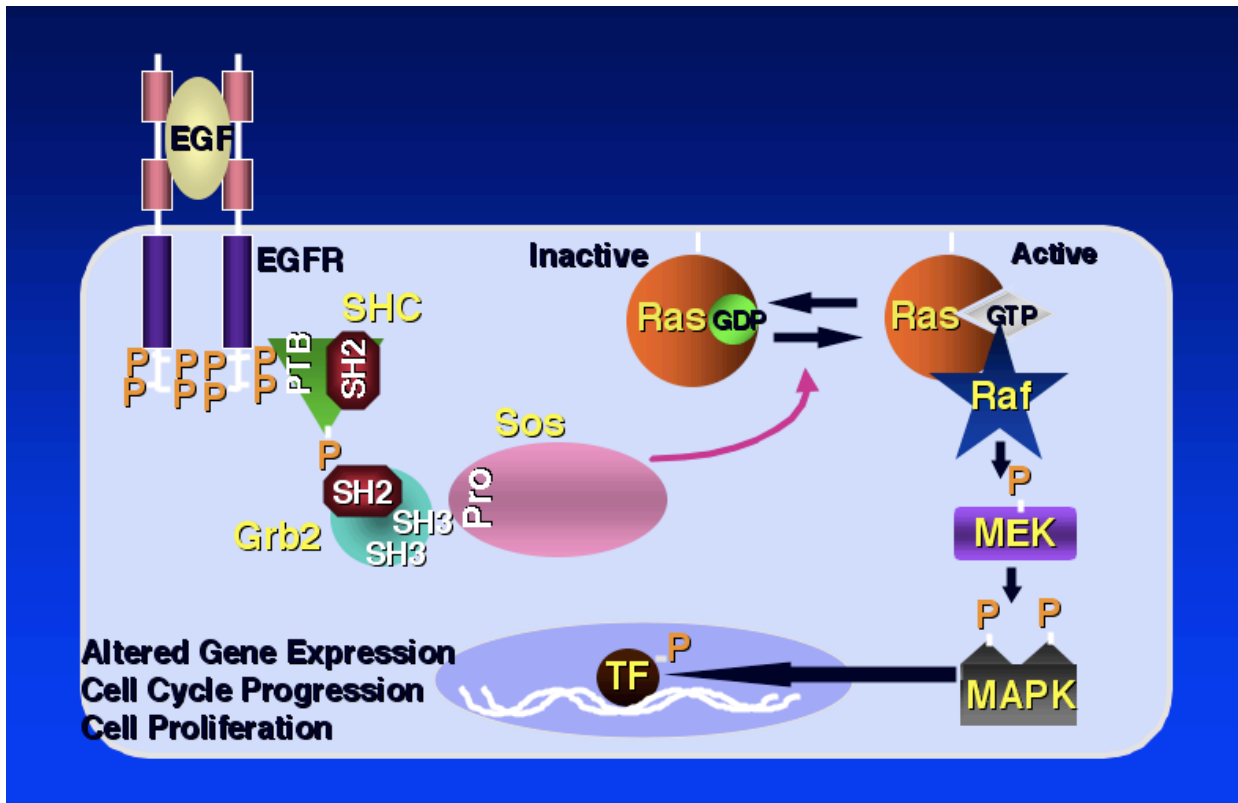 EGF
EGFR
Inactive
Active
SHC
Ras
GDP
Ras
GTP
PTB
SH2
P P P P
P P P P
Raf
Sos
P
P
SH2
Pro
SH3
Grb2
SH3
MEK
P P
Altered Gene Expression
P
TF
Cell Cycle Progression
MAPK
Cell Proliferation